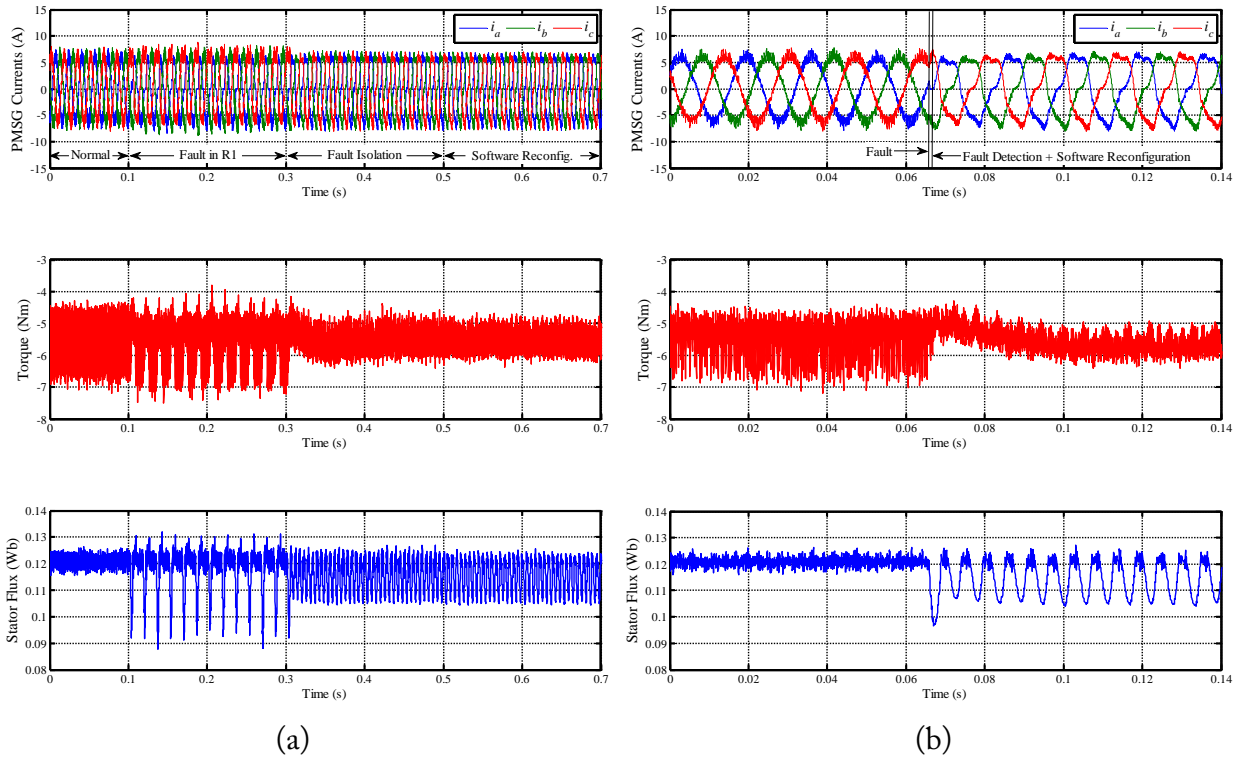 PMSG Currents (A)
15
10
5
0
-5
-10
-15
i_a i_b i_c
Normal Fault in R1 Fault Isolation Software Reconfig.
0 0.1 0.2 0.3 0.4 0.5 0.6 0.7
Time (s)
PMSG Currents (A)
15
10
5
0
-5
-10
-15
i_a i_b i_c
Fault
Fault Detection + Software Reconfiguration
0 0.02 0.04 0.06 0.08 0.1 0.12 0.14
Time (s)
Torque (Nm)
-3
-4
-5
-6
-7
-8
0 0.1 0.2 0.3 0.4 0.5 0.6 0.7
Time (s)
Torque (Nm)
-3
-4
-5
-6
-7
-8
0 0.02 0.04 0.06 0.08 0.1 0.12 0.14
Time (s)
Stator Flux (Wb)
0.14
0.13
0.12
0.11
0.1
0.09
0.08
0 0.1 0.2 0.3 0.4 0.5 0.6 0.7
Time (s)
Stator Flux (Wb)
0.14
0.13
0.12
0.11
0.1
0.09
0.08
0 0.02 0.04 0.06 0.08 0.1 0.12 0.14
Time (s)
(a)
(b)